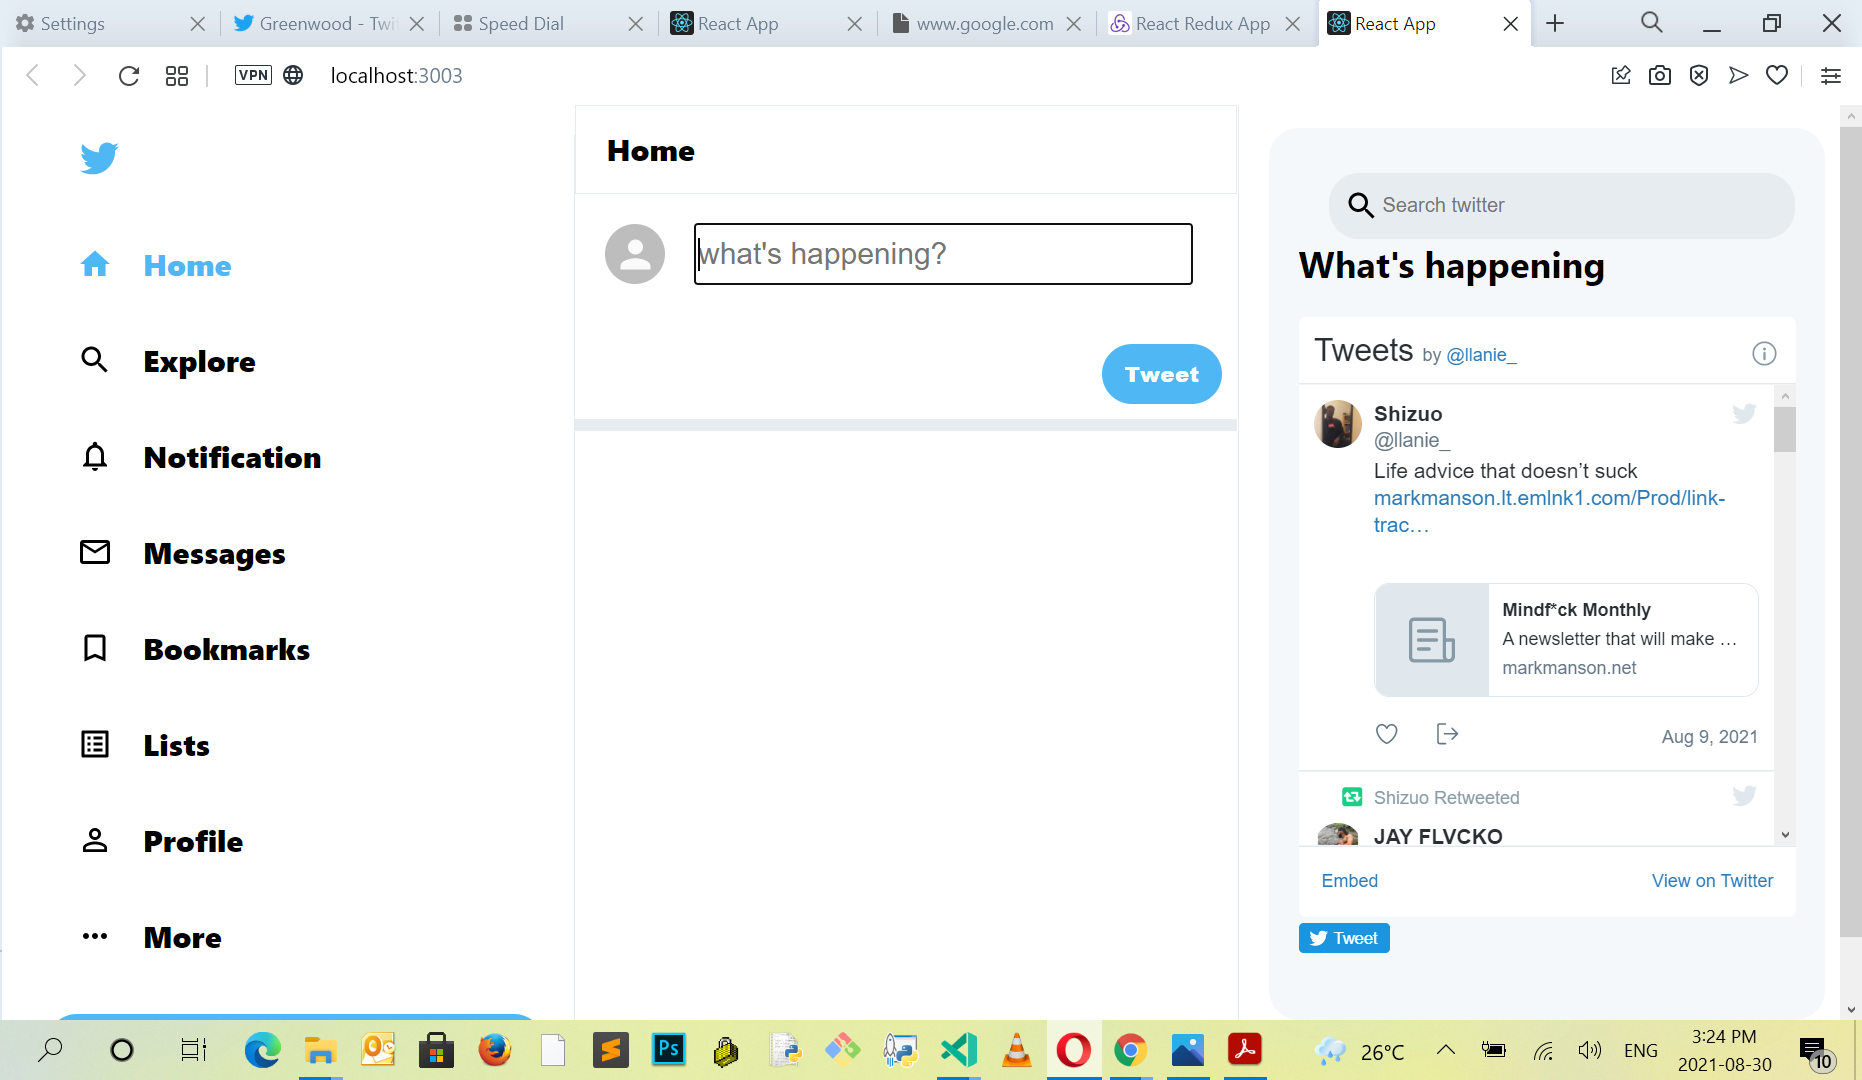 Settings
Greenwood - Twi
Speed Dial
React App
www.google.com
React Redux App
React App
VPN
localhost:3003
Home
Explore
Notification
Messages
Bookmarks
Lists
Profile
More
Home
what's happening?
Tweet
Search twitter
What's happening
Tweets by @llanie_
Shizuo
@llanie_
Life advice that doesn’t suck
markmanson.lt.emlnk1.com/Prod/link-
trac…
Mindf*ck Monthly
A newsletter that will make …
markmanson.net
Aug 9, 2021
Shizuo Retweeted
JAY FLVCKO
Embed
View on Twitter
Tweet
Ps
26°C
ENG
3:24 PM
2021-08-30
10